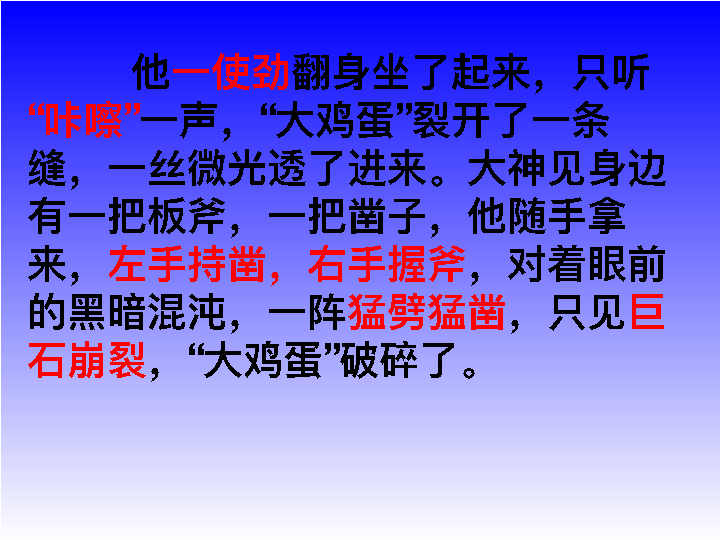 他一使劲翻身坐了起来，只听
“咔嚓”一声，“大鸡蛋”裂开了一条
缝，一丝微光透了进来。大神见身边
有一把板斧，一把凿子，他随手拿
来，左手持凿，右手握斧，对着眼前
的黑暗混沌，一阵猛劈猛凿，只见巨
石崩裂，“大鸡蛋”破碎了。